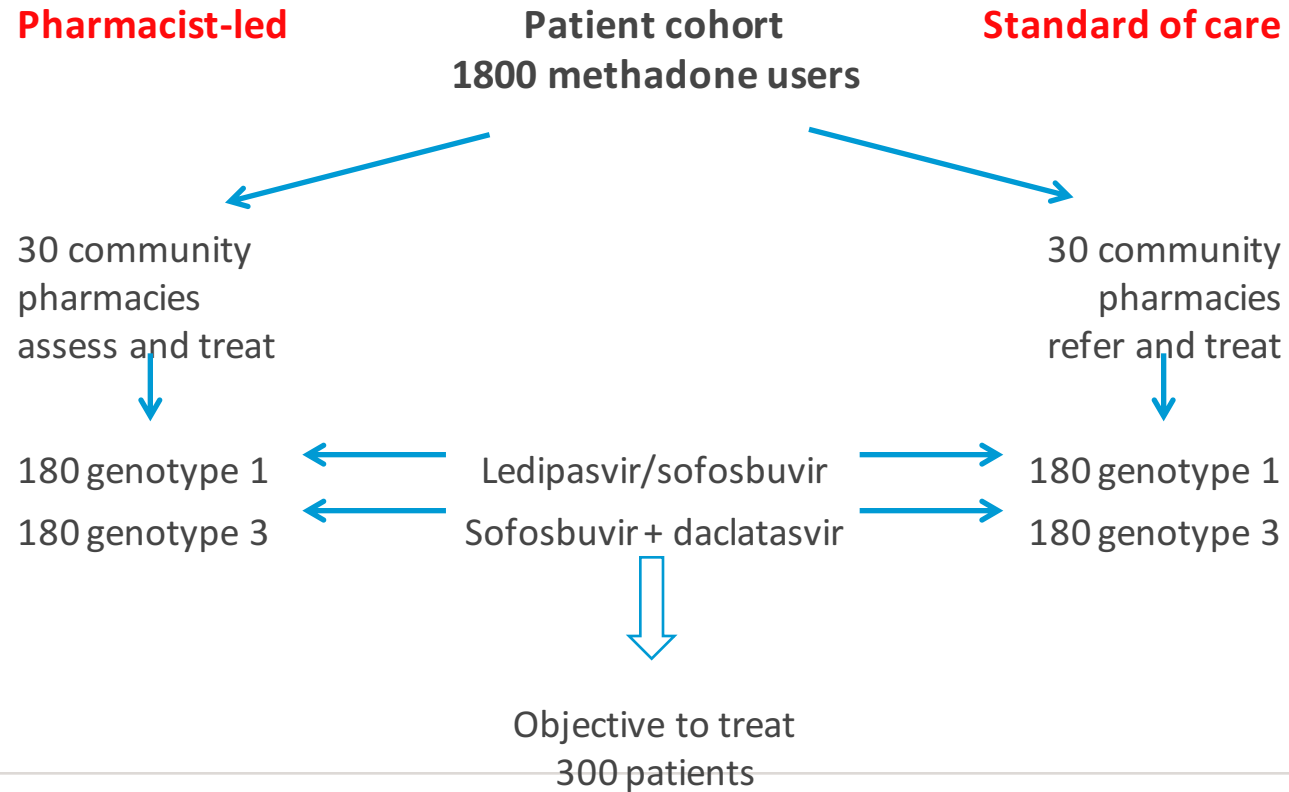 Pharmacist-led
Patient cohort
1800 methadone users
Standard of care
30 community
pharmacies
assess and treat
30 community
pharmacies
refer and treat
180 genotype 1
Ledipasvir/sofosbuvir
180 genotype 1
180 genotype 3
Sofosbuvir + daclatasvir
180 genotype 3
Objective to treat
300 patients